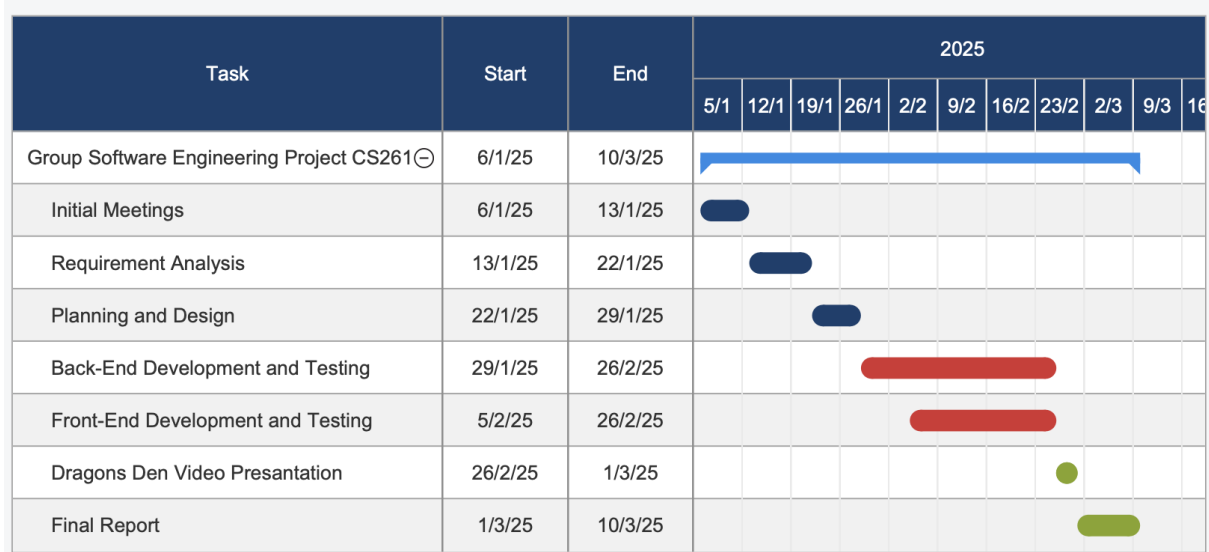 Task Start End 2025
5/1 12/1 19/1 26/1 2/2 9/2 16/2 23/2 2/3 9/3 16
Group Software Engineering Project CS261 6/1/25 10/3/25
Initial Meetings 6/1/25 13/1/25
Requirement Analysis 13/1/25 22/1/25
Planning and Design 22/1/25 29/1/25
Back-End Development and Testing 29/1/25 26/2/25
Front-End Development and Testing 5/2/25 26/2/25
Dragons Den Video Presantation 26/2/25 1/3/25
Final Report 1/3/25 10/3/25